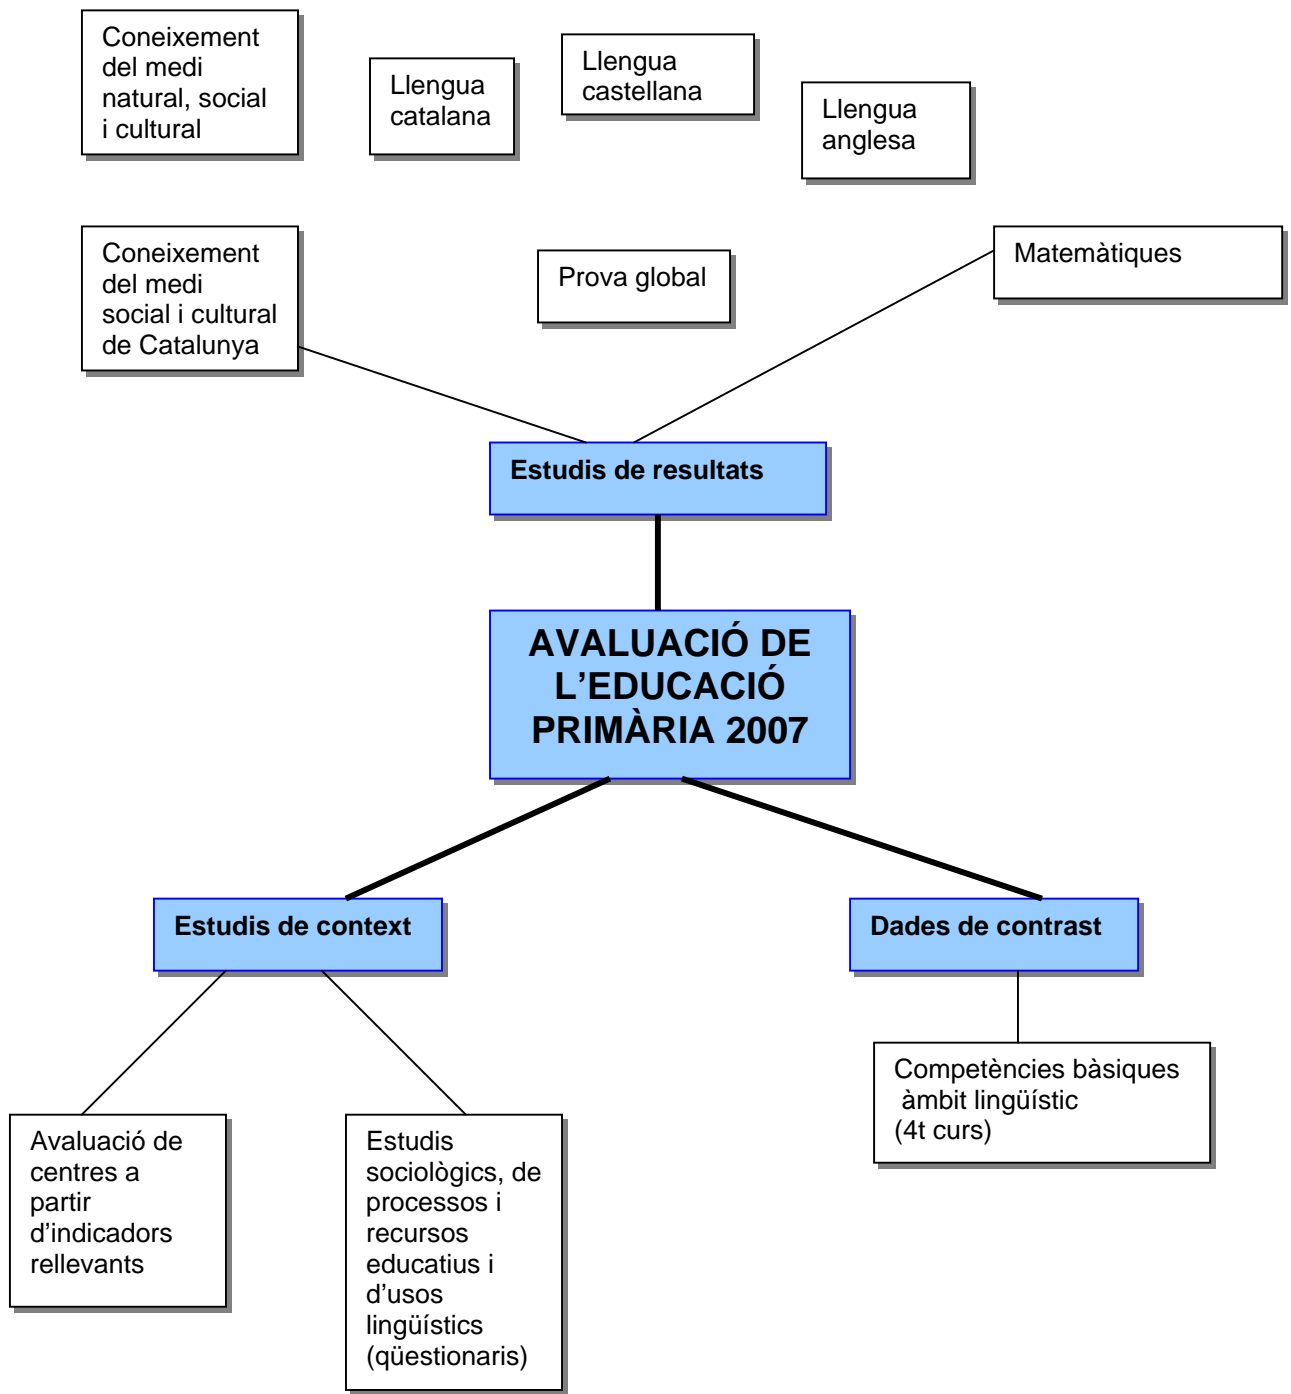 Coneixement
del medi
natural, social
i cultural
Llengua
catalana
Llengua
castellana
Llengua
anglesa
Coneixement
del medi
social i cultural
de Catalunya
Prova global
Matemàtiques
Estudis de resultats
AVALUACIÓ DE
L’EDUCACIÓ
PRIMÀRIA 2007
Estudis de context
Dades de contrast
Avaluació de
centres a
partir
d’indicadors
rellevants
Estudis
sociològics, de
processos i
recursos
educatius i
d’usos
lingüístics
(qüestionaris)
Competències bàsiques
àmbit lingüístic
(4t curs)